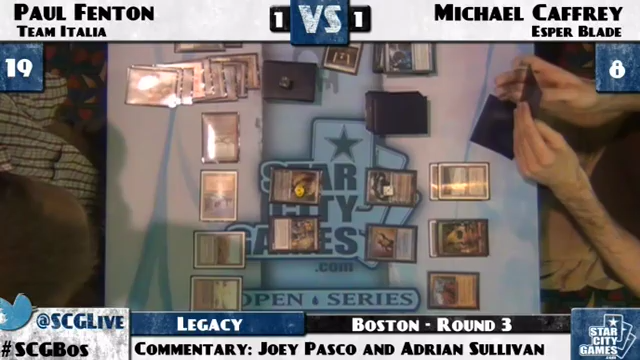 PAUL FENTON
TEAM ITALIA
1 VS 1
MICHAEL CAFFREY
ESPER BLADE
19
8
STAR
CITY
GAMES
.com
OPEN SERIES
@SCGLIVE
#SCGBOS
LEGACY
BOSTON - ROUND 3
COMMENTARY: JOEY PASCO AND ADRIAN SULLIVAN
STAR
CITY
GAMES